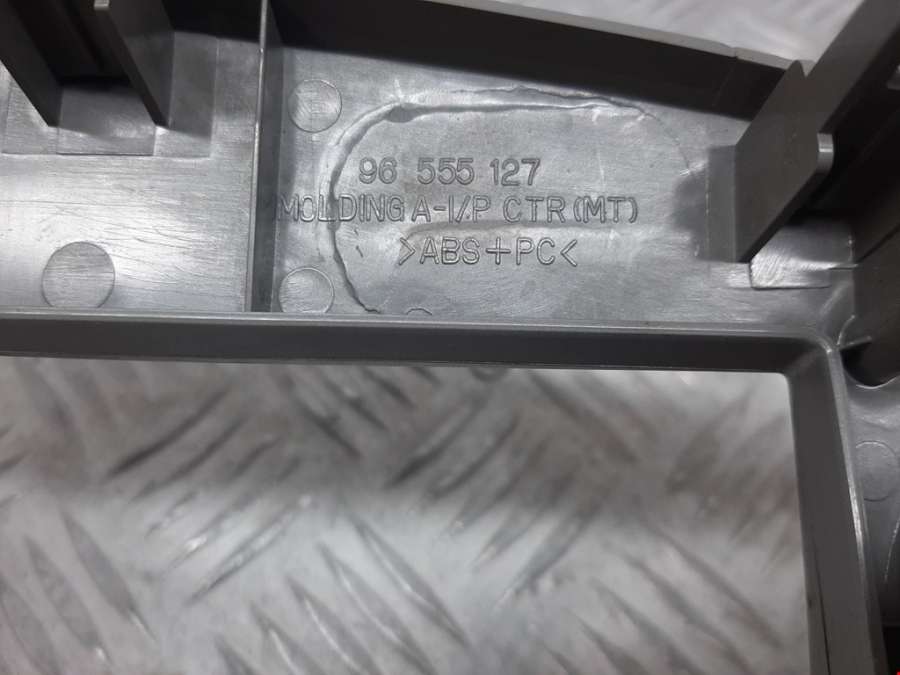 96 555 127
MOLDING A-I/P CTR(MT)
>ABS+PC<